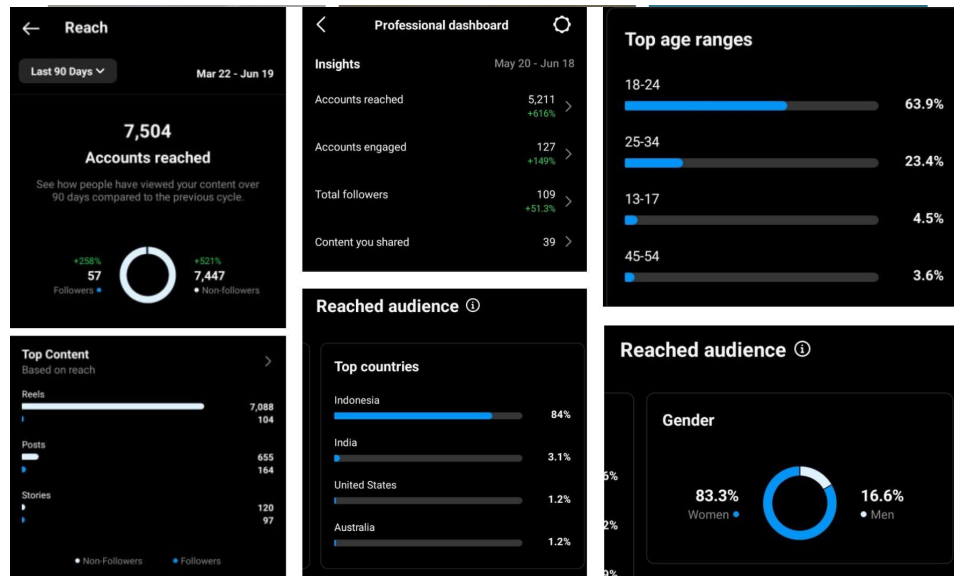 Reach
Last 90 Days
Mar 22 - Jun 19
7,504
Accounts reached
See how people have viewed your content over
90 days compared to the previous cycle.
+258%
57
Followers
+521%
7,447
Non-followers
Top Content
Based on reach
Reels
7,088
104
Posts
655
164
Stories
120
97
Non-Followers
Followers
Professional dashboard
Insights
May 20 - Jun 18
Accounts reached
5,211
+616%
Accounts engaged
127
+149%
Total followers
109
+51.3%
Content you shared
39
Reached audience
Top countries
Indonesia
84%
India
3.1%
United States
1.2%
Australia
1.2%
Top age ranges
18-24
63.9%
25-34
23.4%
13-17
4.5%
45-54
3.6%
Reached audience
Gender
83.3%
Women
16.6%
Men